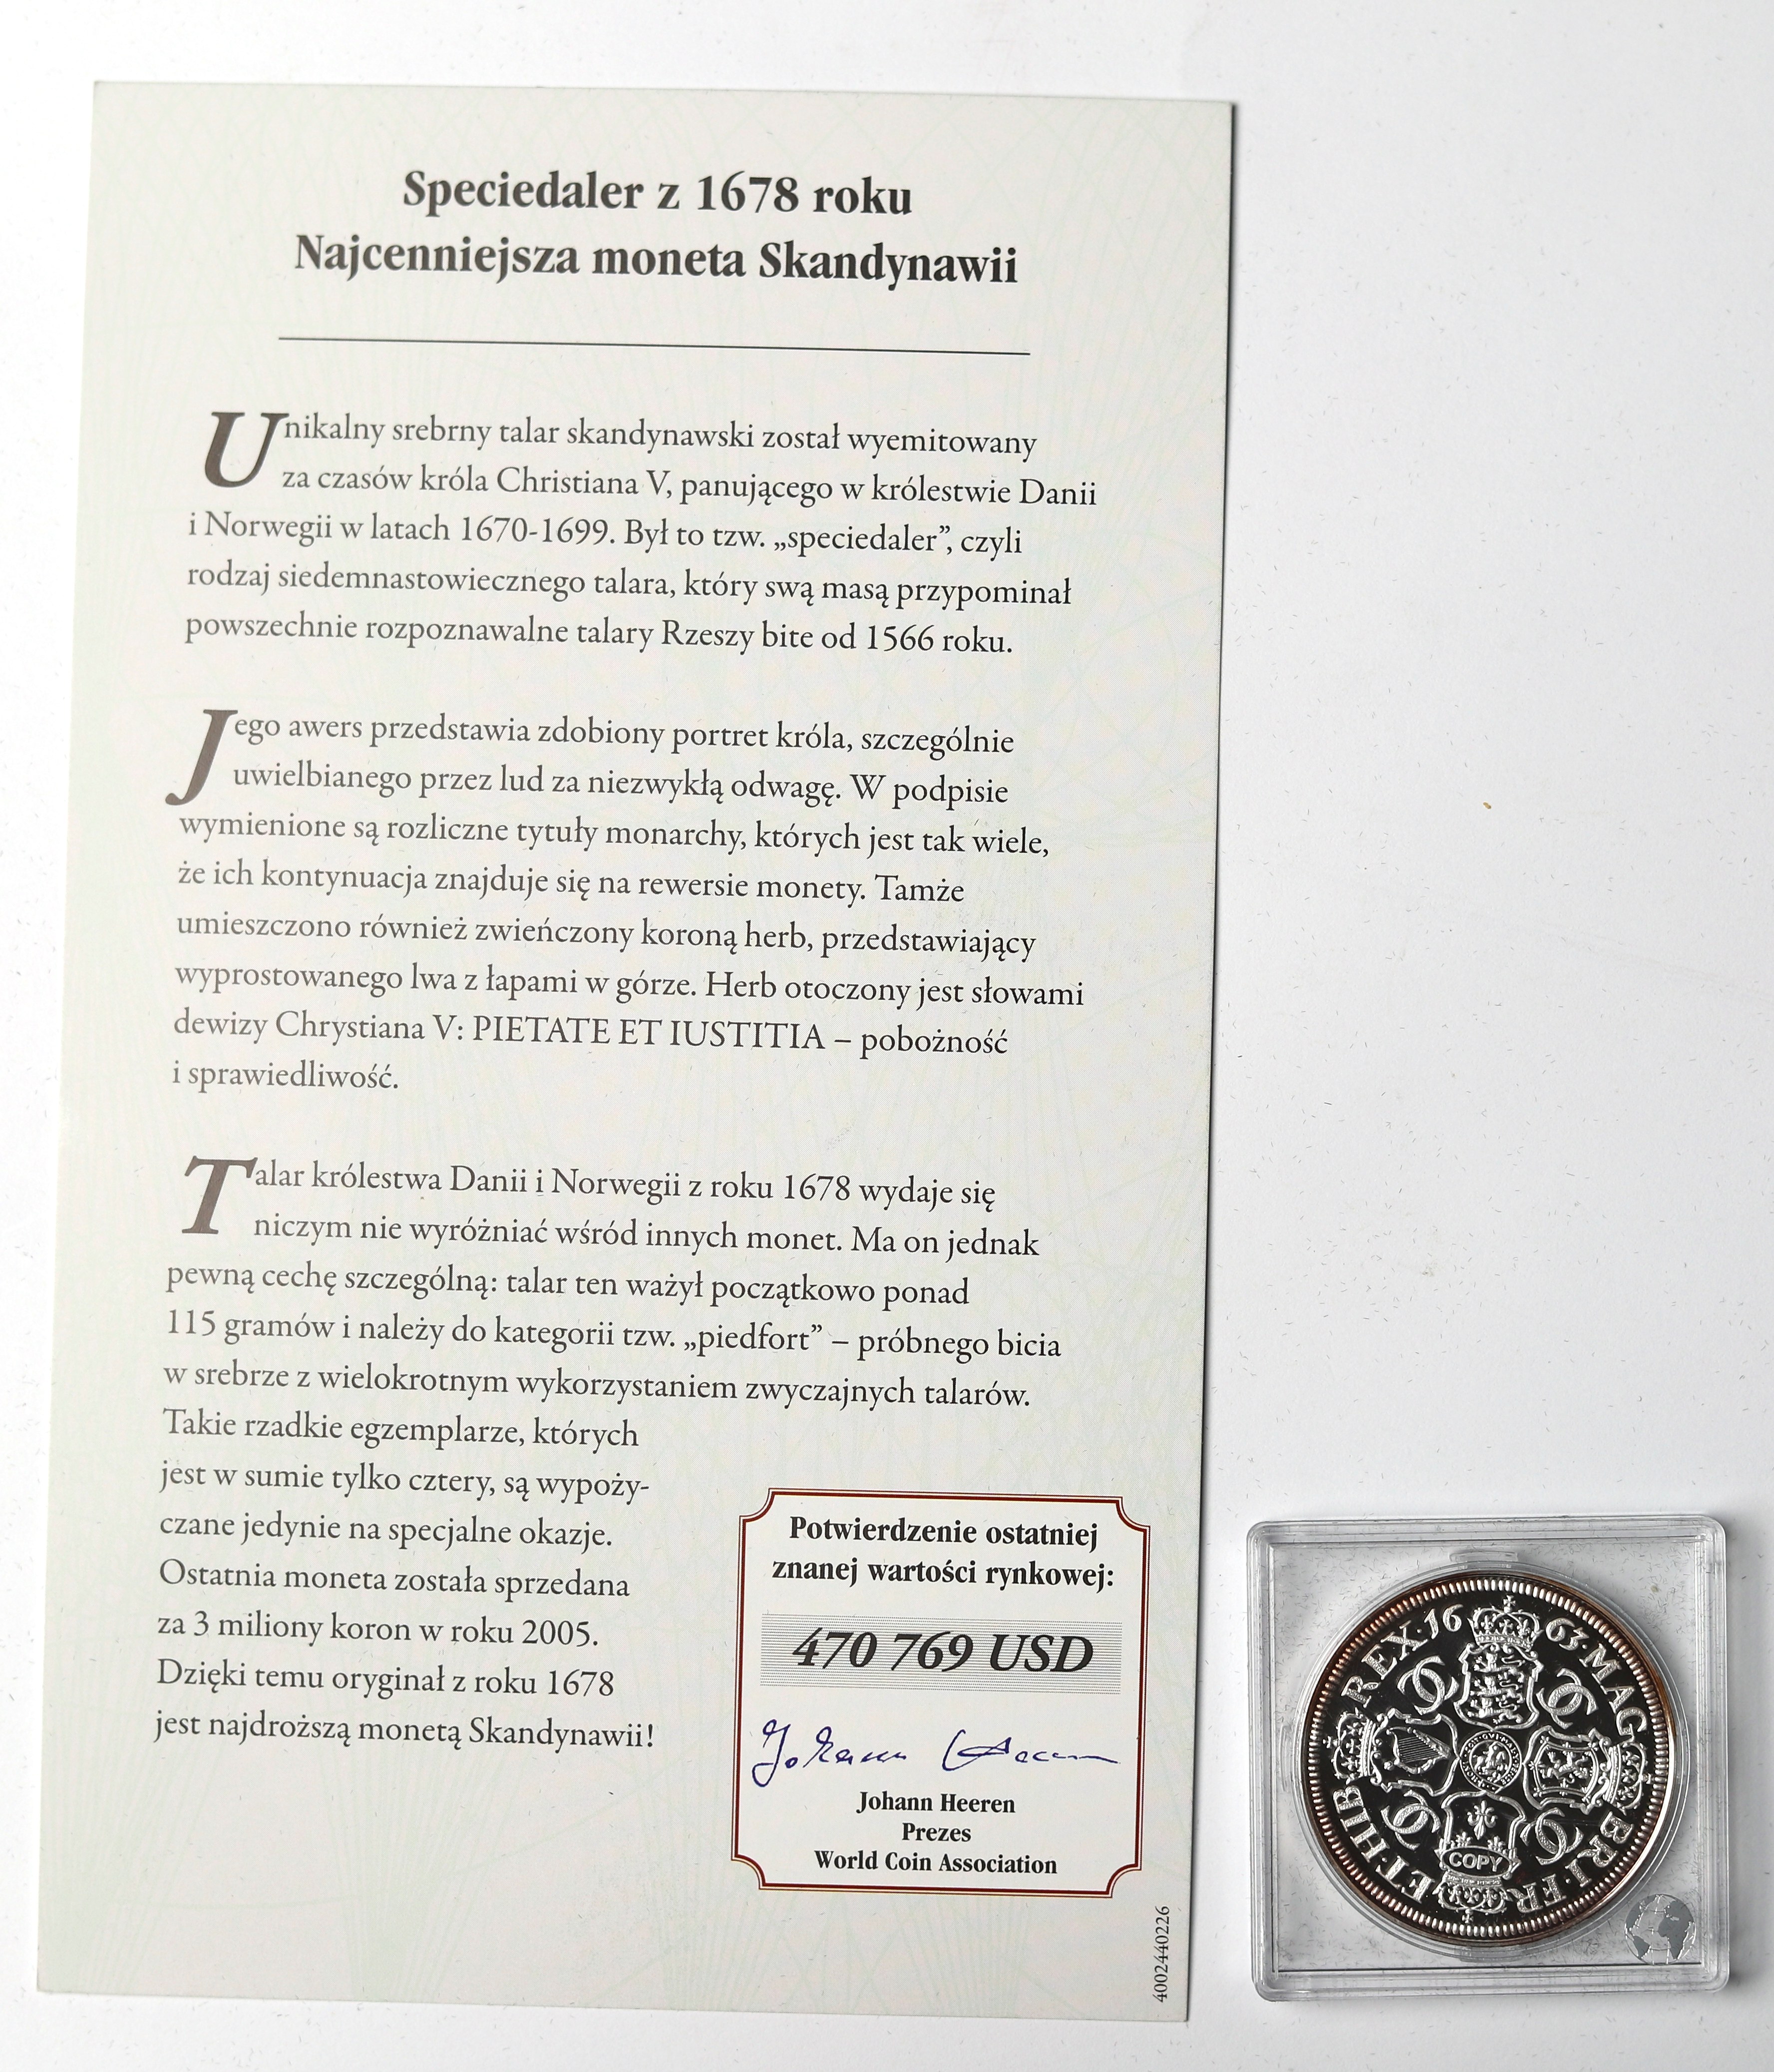 Speciedaler z 1678 roku
Najcenniejsza moneta Skandynawii
Unikalny srebrny talar skandynawski został wyemitowany
za czasów króla Christiana V, panującego w królestwie Danii
i Norwegii w latach 1670-1699. Był to tzw. „speciedaler”, czyli
rodzaj siedemnastowiecznego talara, który swą masą przypominał
powszechnie rozpoznawalne talary Rzeszy bite od 1566 roku.
Jego awers przedstawia zdobiony portret króla, szczególnie
uwielbianego przez lud za niezwykłą odwagę. W podpisie
wymienione są rozliczne tytuły monarchy, których jest tak wiele,
że ich kontynuacja znajduje się na rewersie monety. Tamże
umieszczono również zwieńczony koroną herb, przedstawiający
wyprostowanego lwa z łapami w górze. Herb otoczony jest słowami
dewizy Chrystiana V: PIETATE ET IUSTITIA – pobożność
i sprawiedliwość.
Talar królestwa Danii i Norwegii z roku 1678 wydaje się
niczym nie wyróżniać wśród innych monet. Ma on jednak
pewną cechę szczególną: talar ten ważył początkowo ponad
115 gramów i należy do kategorii tzw. „piedfort” – próbnego bicia
w srebrze z wielokrotnym wykorzystaniem zwyczajnych talarów.
Takie rzadkie egzemplarze, których
jest w sumie tylko cztery, są wypoży-
czane jedynie na specjalne okazje.
Ostatnia moneta została sprzedana
za 3 miliony koron w roku 2005.
Dzięki temu oryginał z roku 1678
jest najdroższą monetą Skandynawii!
Potwierdzenie ostatniej
znanej wartości rynkowej:
470 769 USD
Johann Heeren
Johann Heeren
Prezes
World Coin Association
4002440226
16 63·MAG
BRI·FR
ET·HIB
REX·
COPY